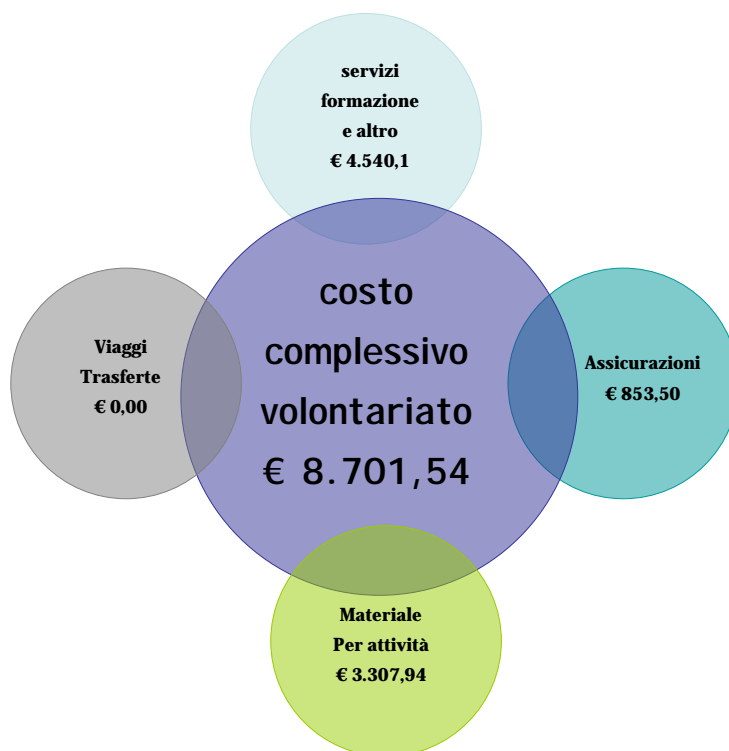 servizi
formazione
e altro
€ 4.540,1
costo
complessivo
volontariato
€ 8.701,54
Viaggi
Trasferte
€ 0,00
Assicurazioni
€ 853,50
Materiale
Per attività
€ 3.307,94